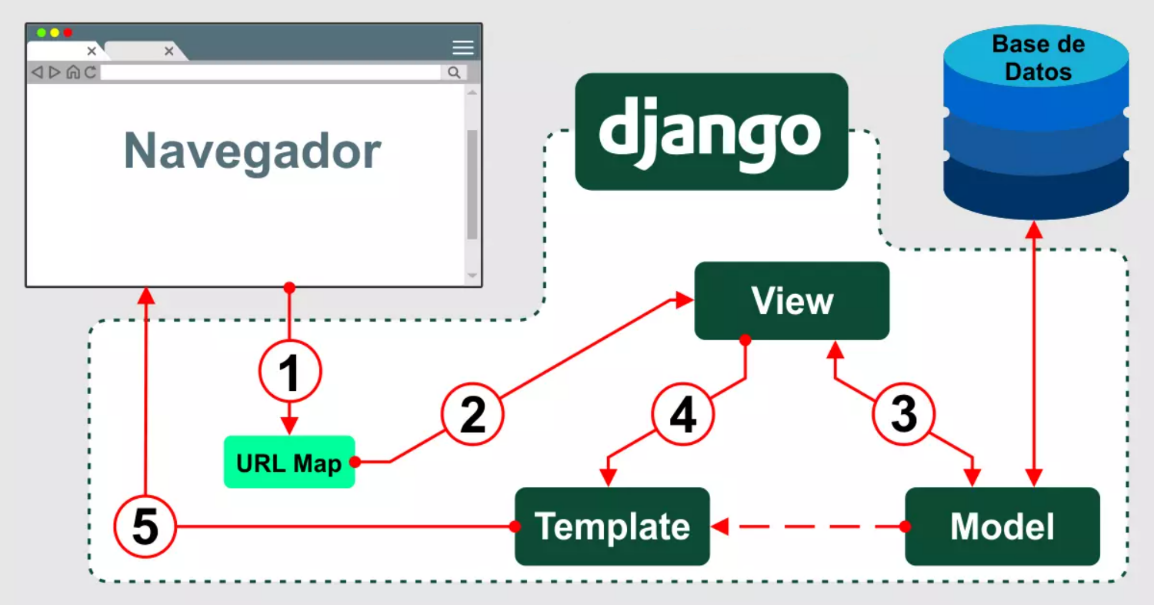 Base de
Datos
django
Navegador
View
1
2
4
3
URL Map
5
Template
Model